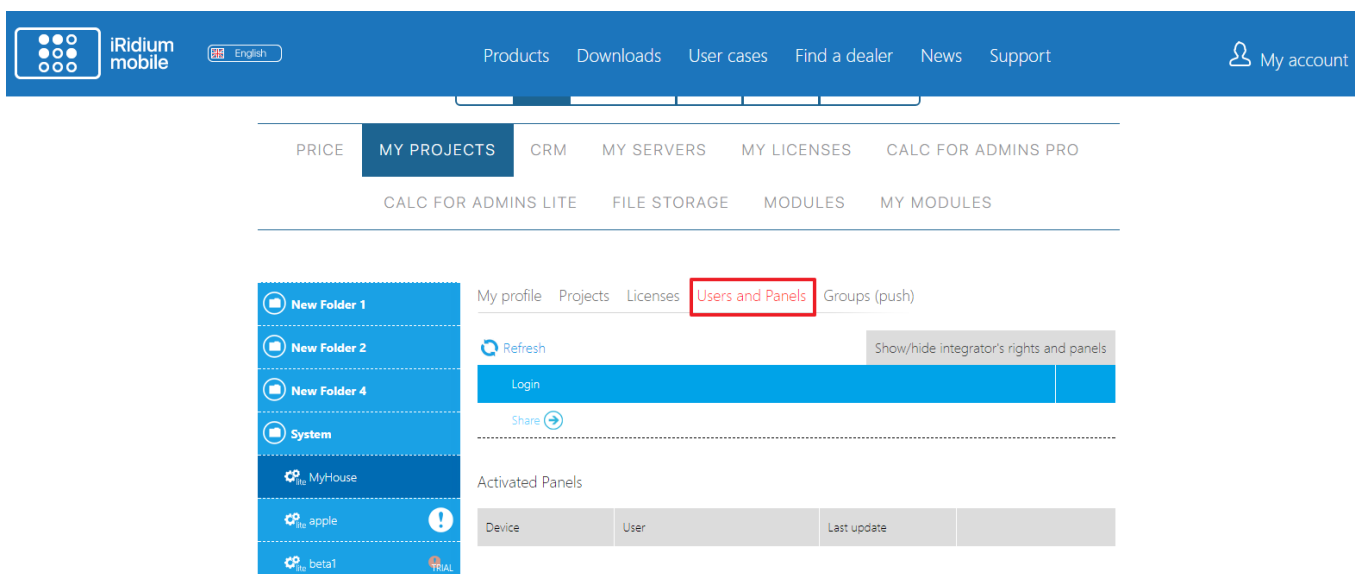 iRidium
mobile
English
Products Downloads User cases Find a dealer News Support
My account
PRICE MY PROJECTS CRM MY SERVERS MY LICENSES CALC FOR ADMINS PRO
CALC FOR ADMINS LITE FILE STORAGE MODULES MY MODULES
New Folder 1
New Folder 2
New Folder 4
System
lite MyHouse
lite apple
lite beta1 TRIAL
My profile Projects Licenses Users and Panels Groups (push)
Refresh
Show/hide integrator's rights and panels
Login
Share
Activated Panels
Device User Last update